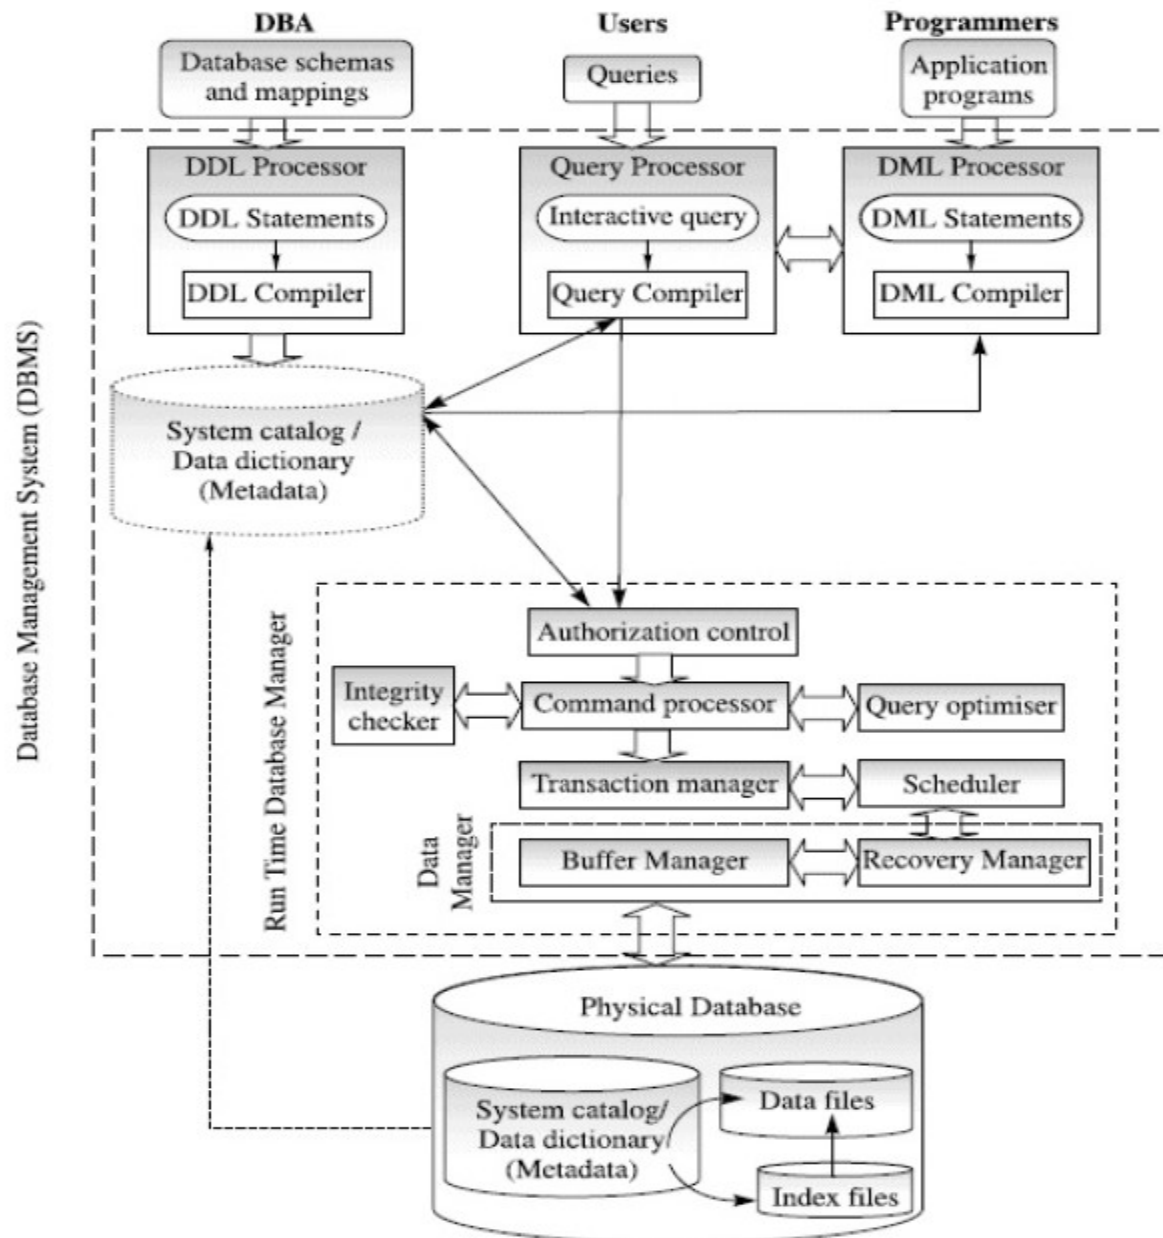 DBA
Users
Programmers
Database schemas
and mappings
Queries
Application
programs
DDL Processor
DDL Statements
DDL Compiler
Query Processor
Interactive query
Query Compiler
DML Processor
DML Statements
DML Compiler
System catalog /
Data dictionary
(Metadata)
Database Management System (DBMS)
Run Time Database Manager
Authorization control
Integrity
checker
Command processor
Query optimiser
Transaction manager
Scheduler
Data
Manager
Buffer Manager
Recovery Manager
Physical Database
System catalog/
Data dictionary
(Metadata)
Data files
Index files